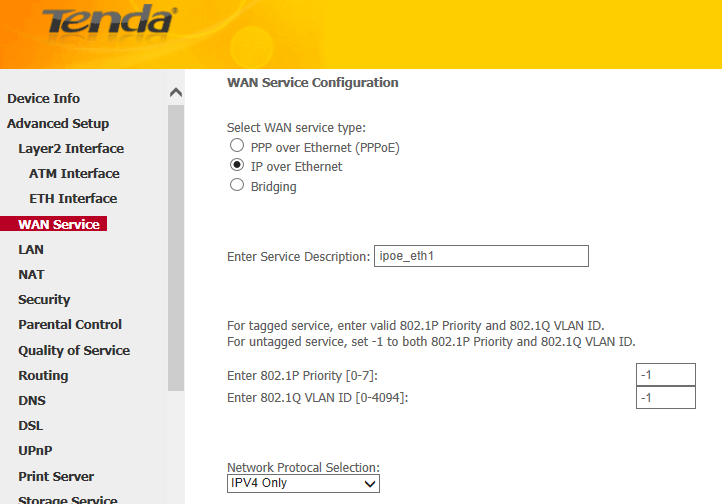 Tenda®
Device Info
Advanced Setup
Layer2 Interface
ATM Interface
ETH Interface
WAN Service
LAN
NAT
Security
Parental Control
Quality of Service
Routing
DNS
DSL
UPnP
Print Server
Storage Service
WAN Service Configuration
Select WAN service type:
PPP over Ethernet (PPPoE)
IP over Ethernet
Bridging
Enter Service Description: ipoe_eth1
For tagged service, enter valid 802.1P Priority and 802.1Q VLAN ID.
For untagged service, set -1 to both 802.1P Priority and 802.1Q VLAN ID.
Enter 802.1P Priority [0-7]: -1
Enter 802.1Q VLAN ID [0-4094]: -1
Network Protocal Selection:
IPV4 Only